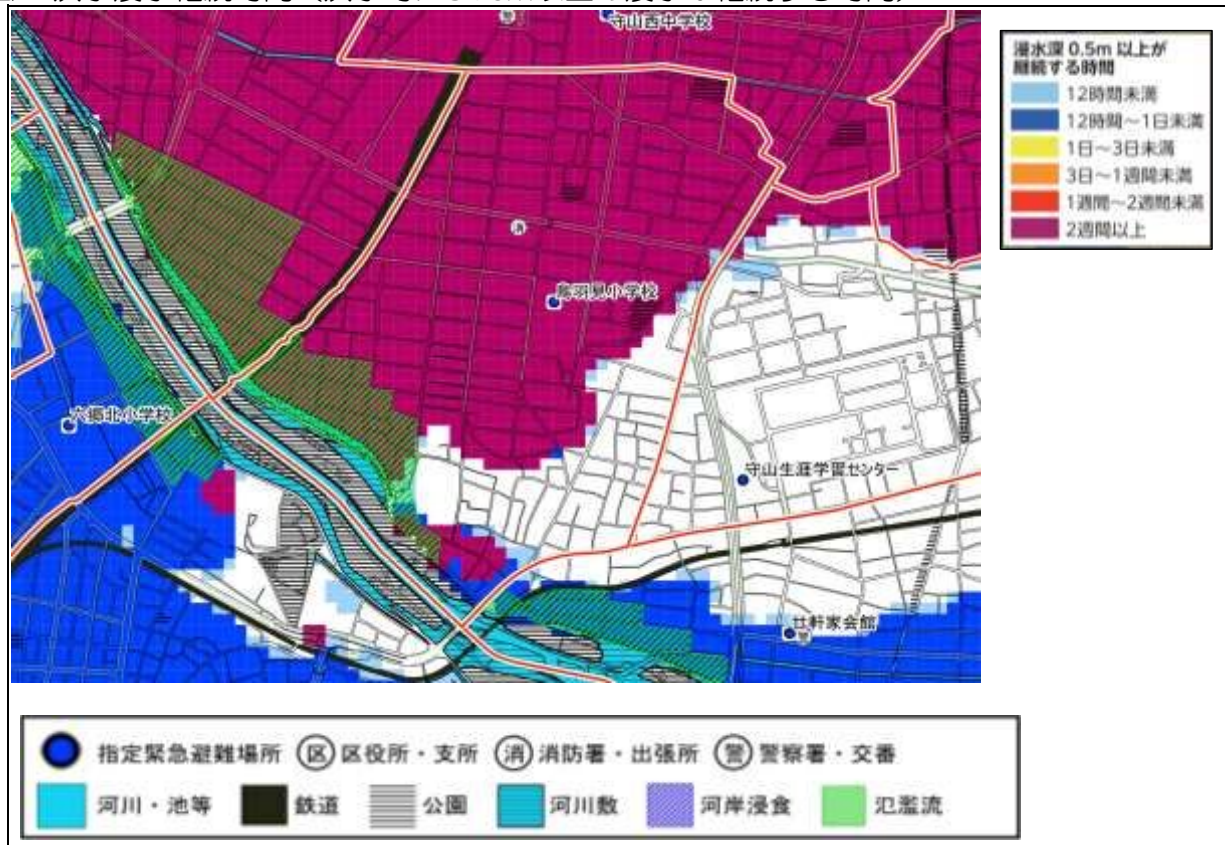 守山西中学校
消
鳥羽見小学校
六郷北小学校
守山生涯学習センター
廿軒家会館
浸水深 0.5m 以上が
継続する時間
12時間未満
12時間～1日未満
1日～3日未満
3日～1週間未満
1週間～2週間未満
2週間以上
指定緊急避難場所 区 区役所・支所 消 消防署・出張所 警 警察署・交番
河川・池等 鉄道 公園 河川敷 河岸浸食 氾濫流